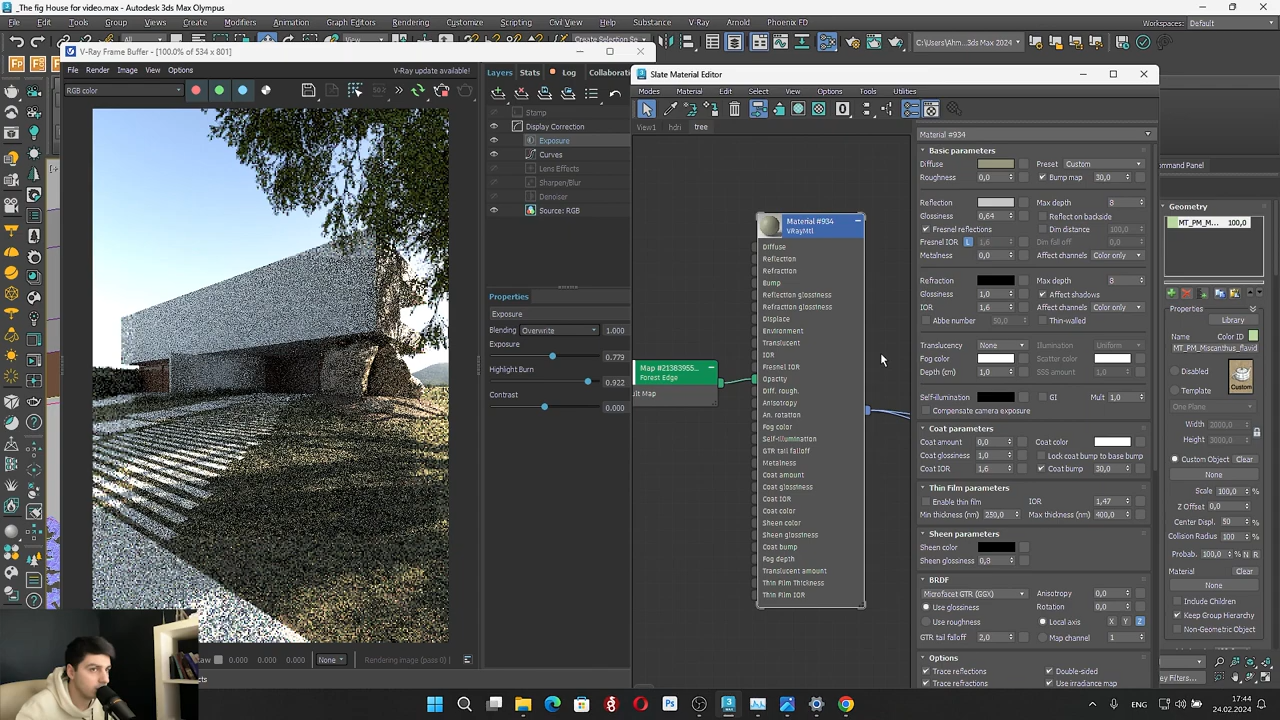 _The fig House for video.max - Autodesk 3ds Max Olympus
File
Edit
Tools
Group
Views
Create
Modifiers
Animation
Graph Editors
Rendering
Customize
Scripting
Civil View
Help
Substance
V-Ray
Arnold
Phoenix FD
Workspaces: Default
C:\Users\Ahm...ds Max 2024
V-Ray Frame Buffer - [100.0% of 534 x 801]
File Render Image View Options
V-Ray update available!
RGB color
Layers Stats Log Collaborati
Stamp
Display Correction
Exposure
Curves
Lens Effects
Sharpen/Blur
Denoiser
Source: RGB
Properties
Exposure
Blending Overwrite 1.000
Exposure
0.779
Highlight Burn
0.922
Contrast
0.000
0.000 0.000 0.000 None Rendering image (pass 0)
Slate Material Editor
Modes Material Edit Select View Options Tools Utilities
View1 hdri tree
Material #934
VRayMtl
Diffuse
Reflection
Refraction
Bump
Reflection glossiness
Refraction glossiness
Displace
Environment
Translucent
IOR
Fresnel IOR
Opacity
Diff. rough.
Anisotropy
An. rotation
Fog color
Self-illumination
GTR tail falloff
Metalness
Coat amount
Coat glossiness
Coat IOR
Coat color
Sheen color
Sheen glossiness
Coat bump
Fog depth
Translucent amount
Thin Film Thickness
Thin Film IOR
Map #21383955...
Forest Edge
lt Map
Material #934
Basic parameters
Diffuse Preset Custom
Roughness 0,0 Bump map 30,0
Reflection Max depth 8
Glossiness 0,64 Reflect on backside
Fresnel reflections Dim distance 100,0
Fresnel IOR L 1,6 Dim fall off 0,0
Metalness 0,0 Affect channels Color only
Refraction Max depth 8
Glossiness 1,0 Affect shadows
IOR 1,6 Affect channels Color only
Abbe number 50,0 Thin-walled
Translucency None Illumination Uniform
Fog color Scatter color
Depth (cm) 1,0 SSS amount 1,0
Self-illumination GI Mult 1,0
Compensate camera exposure
Coat parameters
Coat amount 0,0 Coat color
Coat glossiness 1,0 Lock coat bump to base bump
Coat IOR 1,6 Coat bump 30,0
Thin Film parameters
Enable thin film IOR 1,47
Min thickness (nm) 250,0 Max thickness (nm) 400,0
Sheen parameters
Sheen color
Sheen glossiness 0,8
BRDF
Microfacet GTR (GGX) Anisotropy 0,0
Use glossiness Rotation 0,0
Use roughness Local axis X Y Z
GTR tail falloff 2,0 Map channel 1
Options
Trace reflections Double-sided
Trace refractions Use irradiance map
Geometry
MT_PM_M... 100,0
Properties
Library
Name Color ID
MT_PM_Miscanthus_flavid
Standard
Template
Custom
One Plane
Width 2000,0
Height 3000,0
Custom Object Clear
None
Scale 100,0 %
Z Offset 0,0
Center Displ. 50 %
Collision Radius 100 %
Probab. 100,0 % N R
Material Clear
None
Include Children
Keep Group Hierarchy
Non-Geometric Object
ENG
17:44
24.02.2024